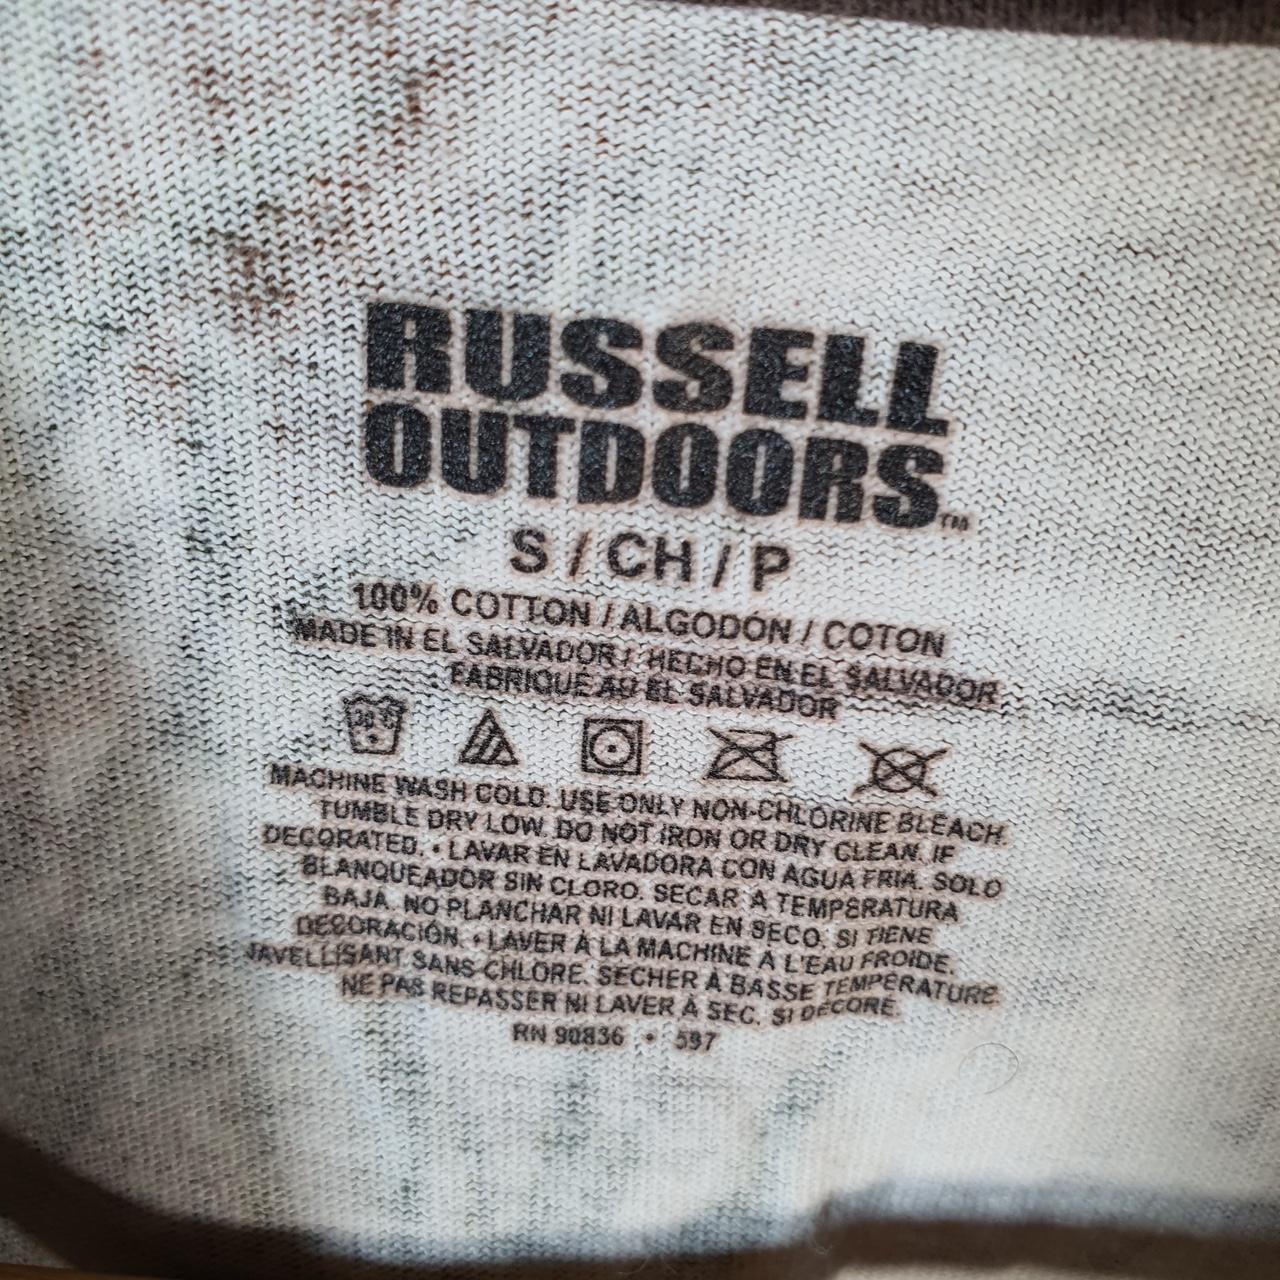 RUSSELL
OUTDOORS™
S / CH / P
100% COTTON / ALGODÓN / COTON
MADE IN EL SALVADOR / HECHO EN EL SALVADOR
FABRIQUÉ AU EL SALVADOR
MACHINE WASH COLD. USE ONLY NON-CHLORINE BLEACH.
TUMBLE DRY LOW. DO NOT IRON OR DRY CLEAN. IF
DECORATED. • LAVAR EN LAVADORA CON AGUA FRIA. SOLO
BLANQUEADOR SIN CLORO. SECAR A TEMPERATURA
BAJA. NO PLANCHAR NI LAVAR EN SECO. SI TIENE
DECORACIÓN. • LAVER À LA MACHINE À L'EAU FROIDE.
JAVELLISANT SANS CHLORE. SECHER À BASSE TEMPÉRATURE.
NE PAS REPASSER NI LAVER À SEC. SI DÉCORÉ.
RN 90836 • 597